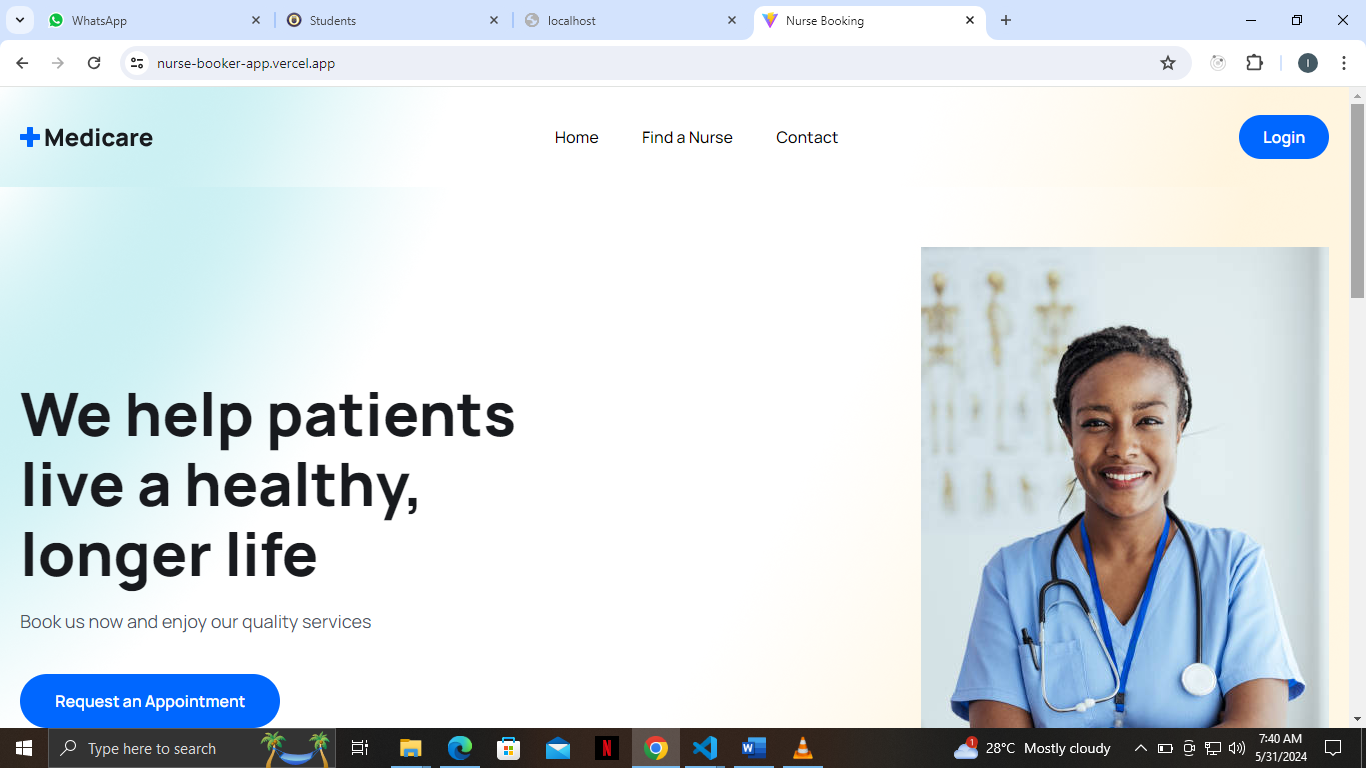 WhatsApp
Students
localhost
Nurse Booking
nurse-booker-app.vercel.app
I
Medicare
Home
Find a Nurse
Contact
Login
We help patients
live a healthy,
longer life
Book us now and enjoy our quality services
Request an Appointment
Type here to search
N
W
1
28°C Mostly cloudy
7:40 AM
5/31/2024